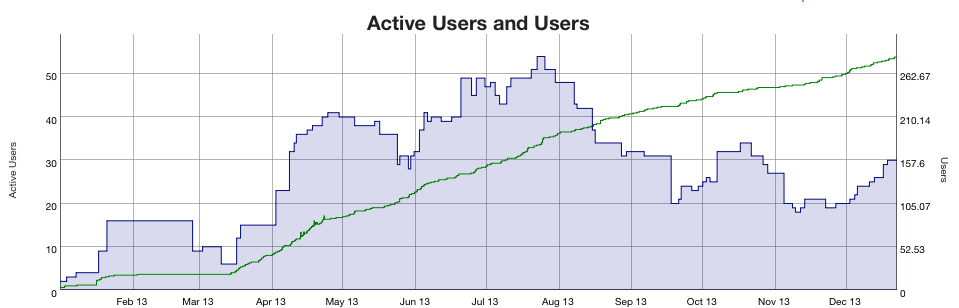 Active Users and Users
50
40
30
20
10
0
Active Users
262.67
210.14
157.6
105.07
52.53
0
Users
Feb 13
Mar 13
Apr 13
May 13
Jun 13
Jul 13
Aug 13
Sep 13
Oct 13
Nov 13
Dec 13